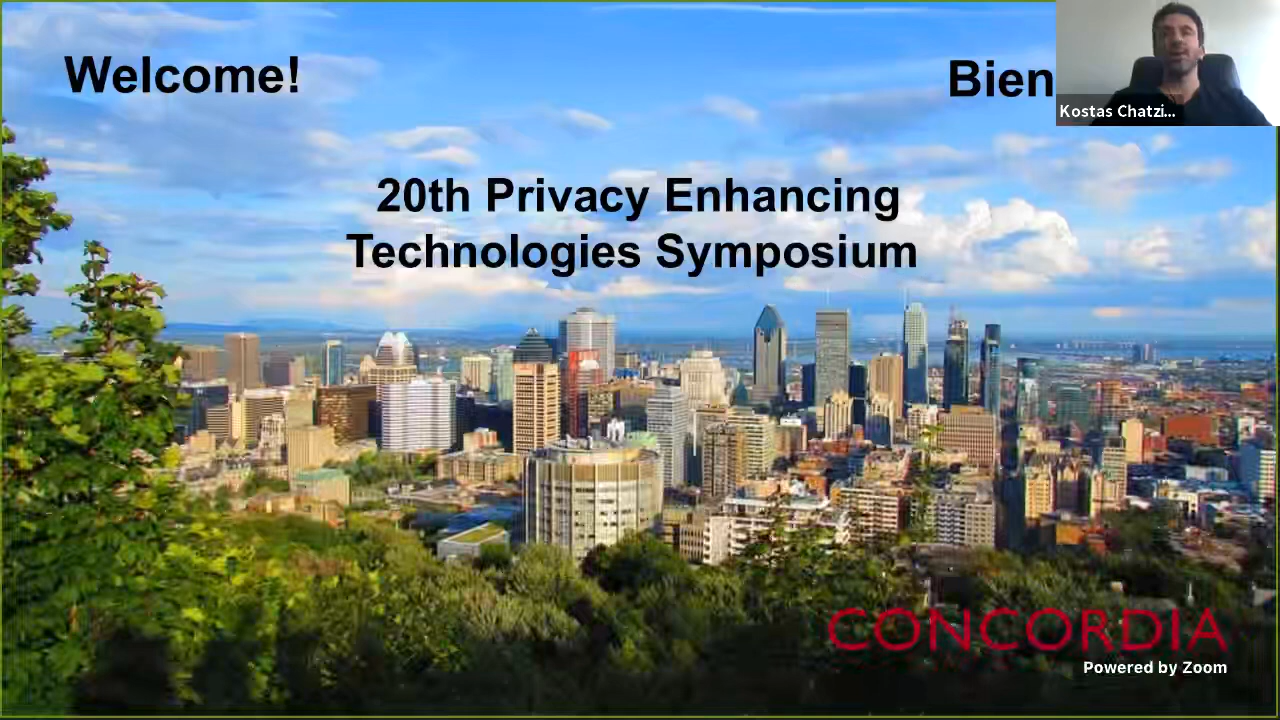 Welcome!
Bien
Kostas Chatzi...
20th Privacy Enhancing
Technologies Symposium
CONCORDIA
Powered by Zoom